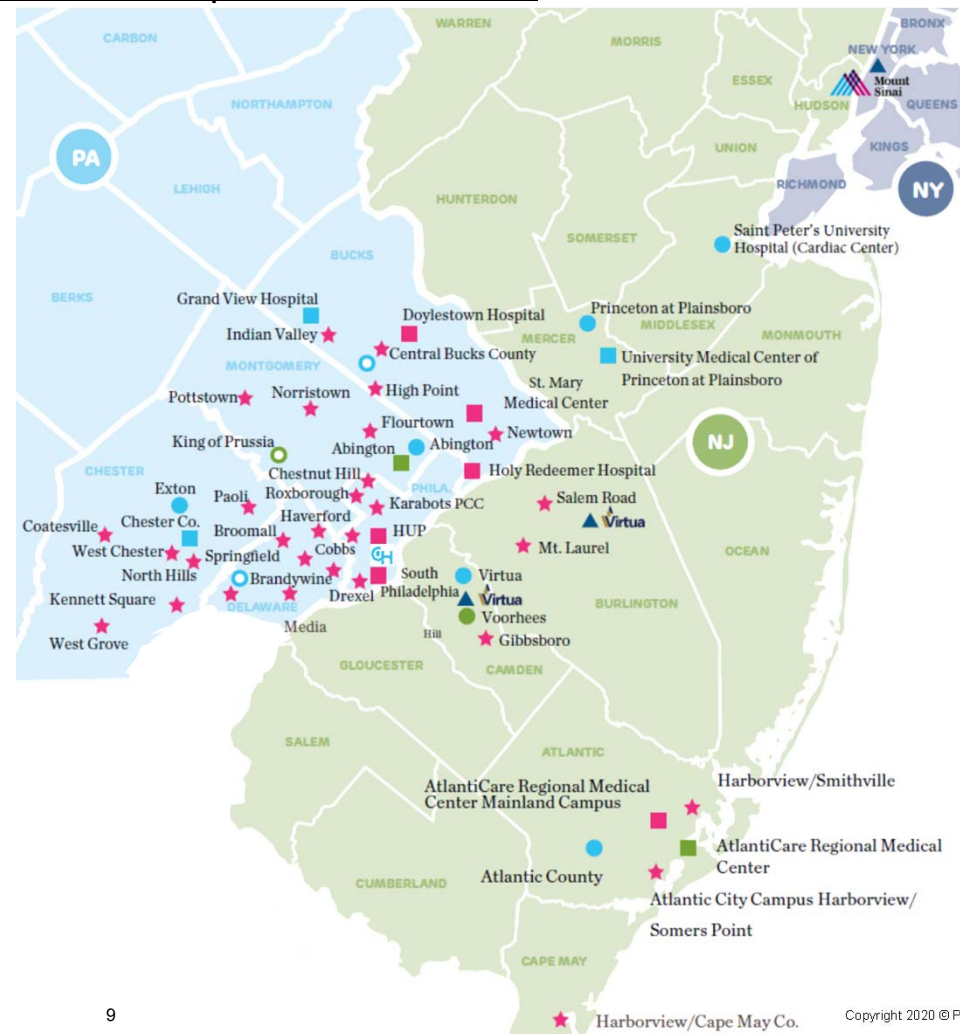 CARBON
WARREN
MORRIS
BRONX
NEW YORK
Mount
Sinai
ESSEX
HUDSON
QUEENS
NORTHAMPTON
PA
UNION
KINGS
LEHIGH
RICHMOND
NY
HUNTERDON
SOMERSET
Saint Peter's University
Hospital (Cardiac Center)
BUCKS
BERKS
Grand View Hospital
Indian Valley
Doylestown Hospital
Central Bucks County
Princeton at Plainsboro
MIDDLESEX
MONMOUTH
MERCER
University Medical Center of
Princeton at Plainsboro
MONTGOMERY
High Point
St. Mary
Medical Center
Pottstown
Norristown
Flourtown
Newtown
NJ
King of Prussia
Abington
Abington
CHESTER
Chestnut Hill
PHILA.
Holy Redeemer Hospital
Exton
Paoli
Roxborough
Karabots PCC
Salem Road
Virtua
Coatesville
Chester Co.
Broomall
Haverford
HUP
West Chester
Springfield
Cobbs
CH
Mt. Laurel
OCEAN
North Hills
Brandywine
Drexel
South
Philadelphia
Virtua
Virtua
Kennett Square
DELAWARE
Media
Voorhees
BURLINGTON
West Grove
Hill
Gibbsboro
GLOUCESTER
CAMDEN
SALEM
ATLANTIC
AtlantiCare Regional Medical
Center Mainland Campus
Harborview/Smithville
AtlantiCare Regional Medical
Center
Atlantic County
CUMBERLAND
Atlantic City Campus Harborview/
Somers Point
CAPE MAY
Harborview/Cape May Co.
9
Copyright 2020 © P